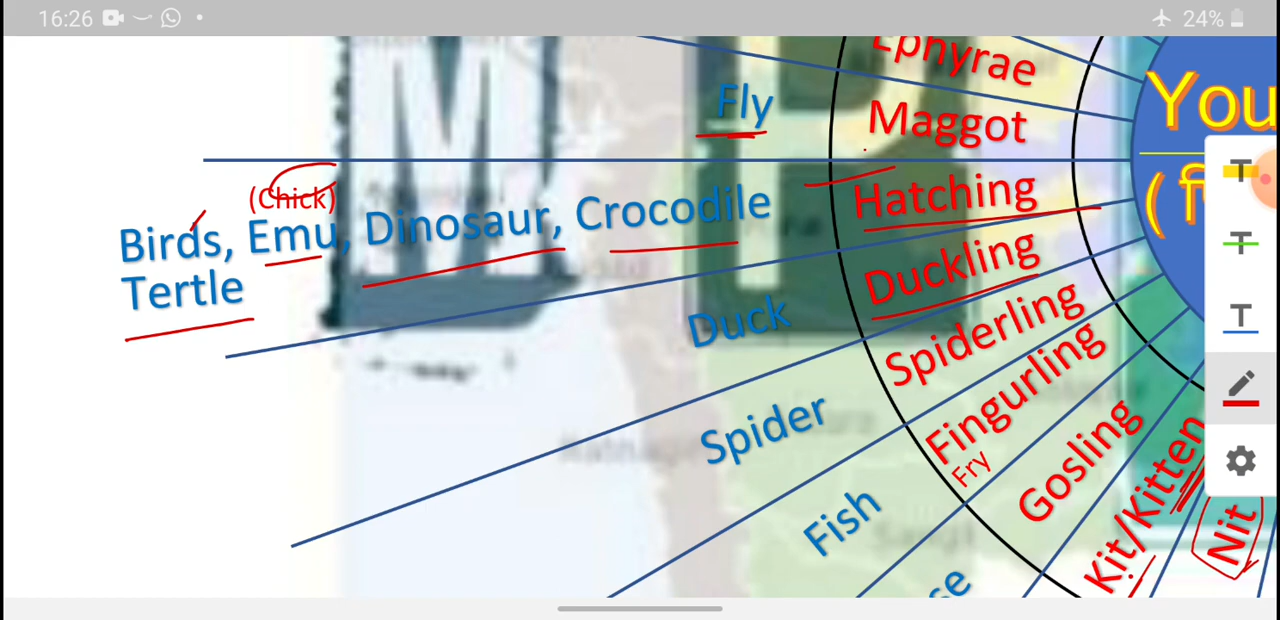 16:26
24%
Ephyrae
Fly
Maggot
(Chick)
Birds, Emu, Dinosaur, Crocodile
Tertle
Hatching
Duck
Duckling
Spider
Spiderling
Fish
Fingurling
Fry
se
Gosling
Kit/Kitten
Nit
You
(f
M
T
T
T